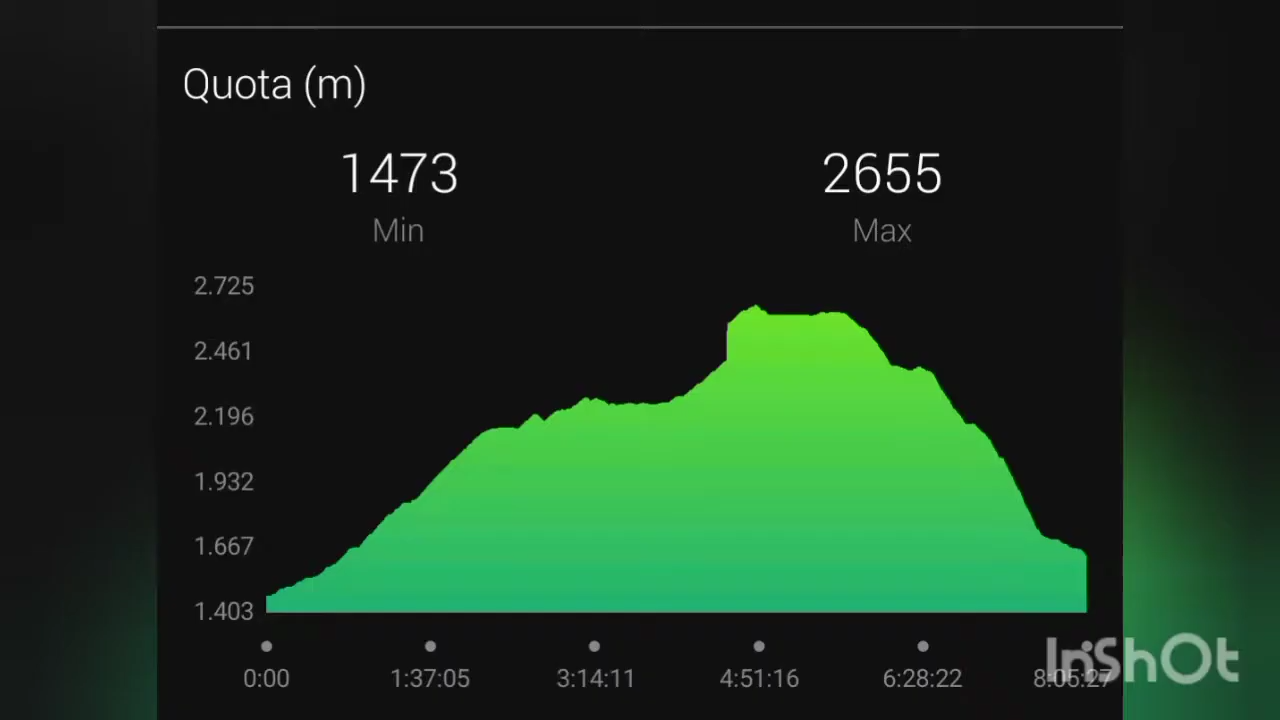 Quota (m)
1473 2655
Min Max
2.725
2.461
2.196
1.932
1.667
1.403
0:00 1:37:05 3:14:11 4:51:16 6:28:22 8:05:27
InShOt